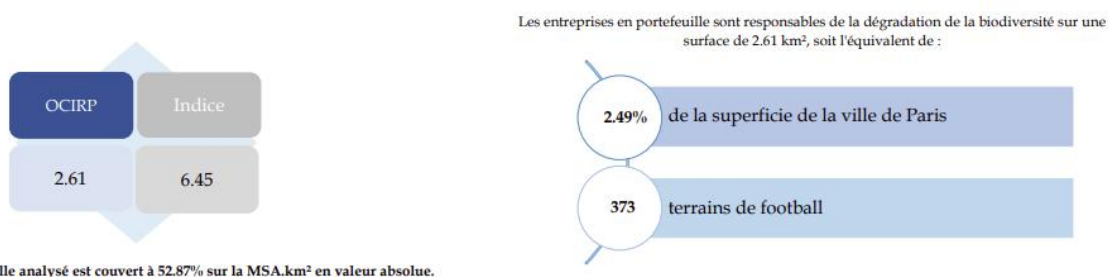 Les entreprises en portefeuille sont responsables de la dégradation de la biodiversité sur une
surface de 2.61 km², soit l'équivalent de :
OCIRP
Indice
2.61
6.45
2.49%
de la superficie de la ville de Paris
373
terrains de football
analysé est couvert à 52.87% sur la MSA.km² en valeur absolue.